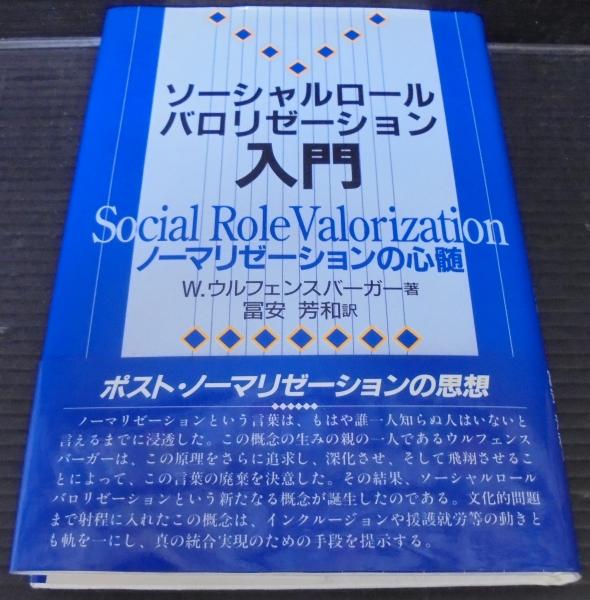 ソーシャルロール
バロリゼーション
入門
Social Role Valorization
ノーマリゼーションの心髄
W.ウルフェンスバーガー著
冨安 芳和訳
ポスト・ノーマリゼーションの思想
ノーマリゼーションという言葉は、もはや誰一人知らぬ人はいないと
言えるまでに浸透した。この概念の生みの親の一人であるウルフェンス
バーガーは、この原理をさらに追求し、深化させ、そして飛翔させるこ
とによって、この言葉の廃棄を決意した。その結果、ソーシャルロール
バロリゼーションという新たなる概念が誕生したのである。文化的問題
まで射程に入れたこの概念は、インクルージョンや援護就労等の動きと
も軌を一にし、真の統合実現のための手段を提示する。